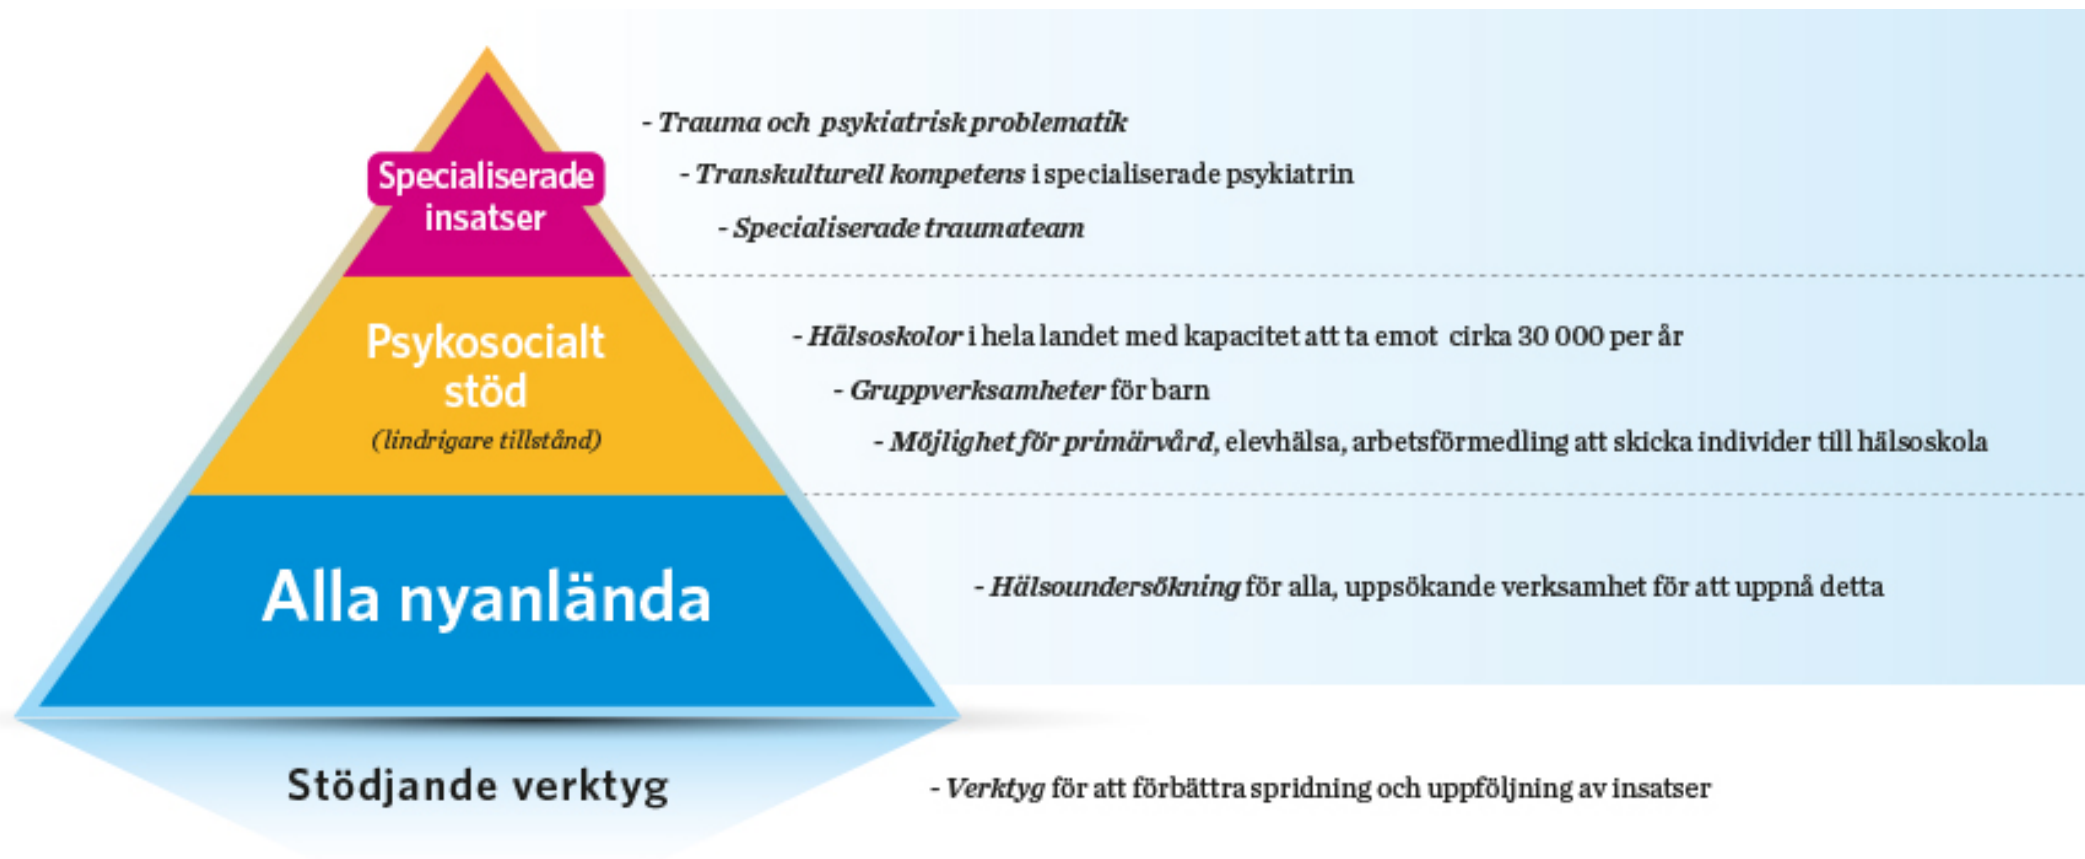 - Trauma och psykiatrisk problematik
- Transkulturell kompetens i specialiserade psykiatrin
- Specialiserade traumateam
Specialiserade
insatser
- Hälsoskolor i hela landet med kapacitet att ta emot cirka 30 000 per år
- Gruppverksamheter för barn
- Möjlighet för primärvård, elevhälsa, arbetsförmedling att skicka individer till hälsoskola
Psykosocialt
stöd
(lindrigare tillstånd)
Alla nyanlända
- Hälsoundersökning för alla, uppsökande verksamhet för att uppnå detta
Stödjande verktyg
- Verktyg för att förbättra spridning och uppföljning av insatser